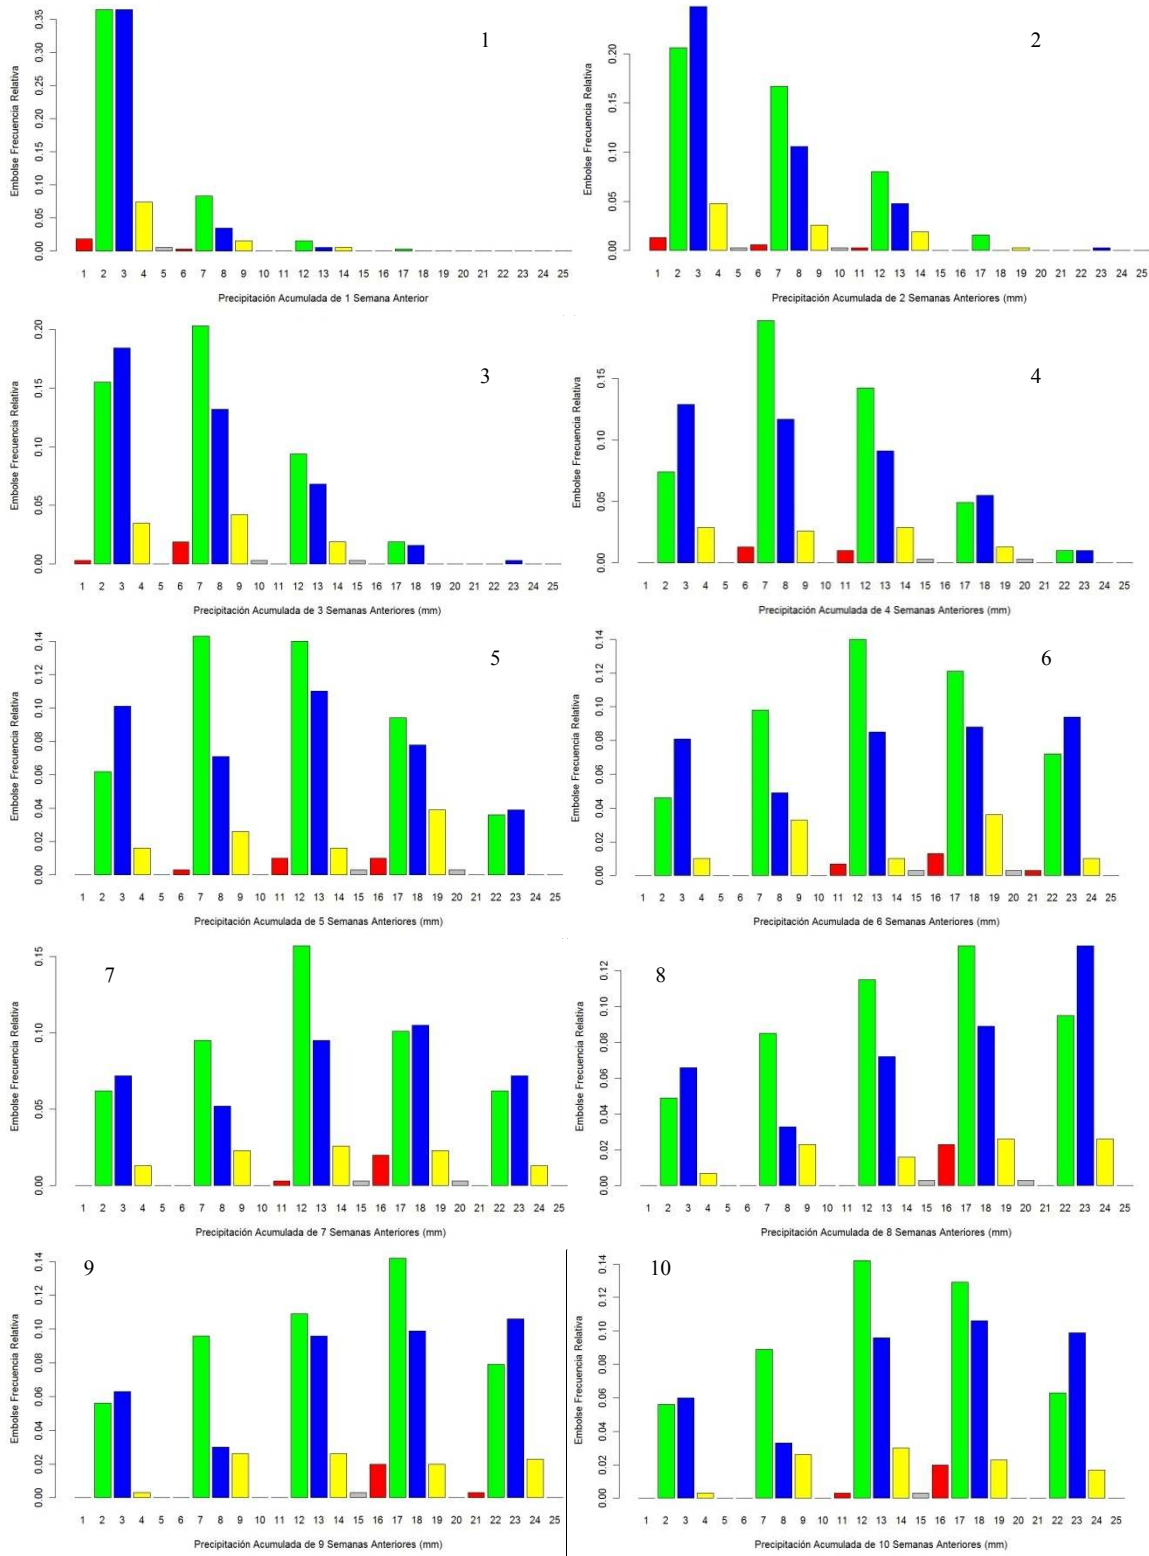 1
Embolse Frecuencia Relativa
0.00 0.05 0.10 0.15 0.20 0.25 0.30 0.35
1 2 3 4 5 6 7 8 9 10 11 12 13 14 15 16 17 18 19 20 21 22 23 24 25
Precipitación Acumulada de 1 Semana Anterior
2
Embolse Frecuencia Relativa
0.00 0.05 0.10 0.15 0.20
1 2 3 4 5 6 7 8 9 10 11 12 13 14 15 16 17 18 19 20 21 22 23 24 25
Precipitación Acumulada de 2 Semanas Anteriores (mm)
3
Embolse Frecuencia Relativa
0.00 0.05 0.10 0.15 0.20
1 2 3 4 5 6 7 8 9 10 11 12 13 14 15 16 17 18 19 20 21 22 23 24 25
Precipitación Acumulada de 3 Semanas Anteriores (mm)
4
Embolse Frecuencia Relativa
0.00 0.05 0.10 0.15
1 2 3 4 5 6 7 8 9 10 11 12 13 14 15 16 17 18 19 20 21 22 23 24 25
Precipitación Acumulada de 4 Semanas Anteriores (mm)
5
Embolse Frecuencia Relativa
0.00 0.02 0.04 0.06 0.08 0.10 0.12 0.14
1 2 3 4 5 6 7 8 9 10 11 12 13 14 15 16 17 18 19 20 21 22 23 24 25
Precipitación Acumulada de 5 Semanas Anteriores (mm)
6
Embolse Frecuencia Relativa
0.00 0.02 0.04 0.06 0.08 0.10 0.12 0.14
1 2 3 4 5 6 7 8 9 10 11 12 13 14 15 16 17 18 19 20 21 22 23 24 25
Precipitación Acumulada de 6 Semanas Anteriores (mm)
7
Embolse Frecuencia Relativa
0.00 0.05 0.10 0.15
1 2 3 4 5 6 7 8 9 10 11 12 13 14 15 16 17 18 19 20 21 22 23 24 25
Precipitación Acumulada de 7 Semanas Anteriores (mm)
8
Embolse Frecuencia Relativa
0.00 0.02 0.04 0.06 0.08 0.10 0.12
1 2 3 4 5 6 7 8 9 10 11 12 13 14 15 16 17 18 19 20 21 22 23 24 25
Precipitación Acumulada de 8 Semanas Anteriores (mm)
9
Embolse Frecuencia Relativa
0.00 0.02 0.04 0.06 0.08 0.10 0.12 0.14
1 2 3 4 5 6 7 8 9 10 11 12 13 14 15 16 17 18 19 20 21 22 23 24 25
Precipitación Acumulada de 9 Semanas Anteriores (mm)
10
Embolse Frecuencia Relativa
0.00 0.02 0.04 0.06 0.08 0.10 0.12 0.14
1 2 3 4 5 6 7 8 9 10 11 12 13 14 15 16 17 18 19 20 21 22 23 24 25
Precipitación Acumulada de 10 Semanas Anteriores (mm)